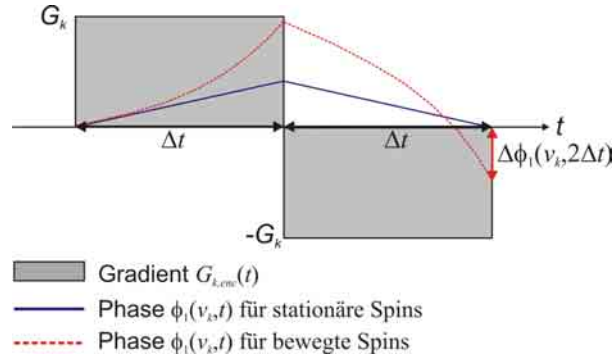 G_k
t
Δt Δt
Δϕ₁(v_k,2Δt)
-G_k
Gradient G_{k,enc}(t)
Phase ϕ₁(v_k,t) für stationäre Spins
Phase ϕ₁(v_k,t) für bewegte Spins